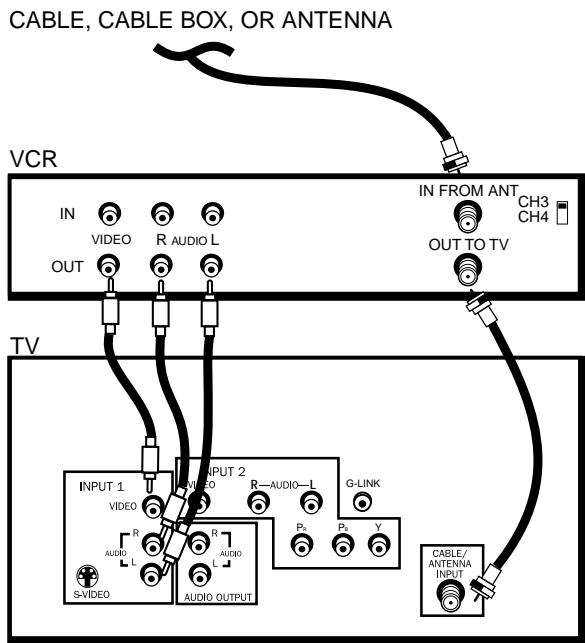 CABLE, CABLE BOX, OR ANTENNA
VCR
IN FROM ANT
CH3
CH4
IN
VIDEO R AUDIO L
OUT TO TV
OUT
TV
INPUT 1
VIDEO
R
AUDIO
L
S-VIDEO
INPUT 2
VIDEO
R—AUDIO—L
G-LINK
PR PB Y
R
AUDIO
L
AUDIO OUTPUT
CABLE/
ANTENNA
INPUT